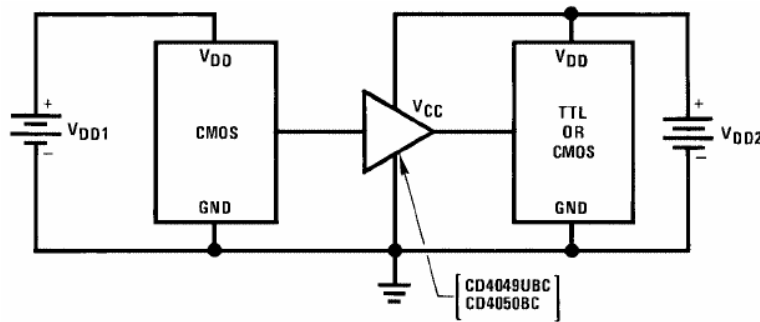 VDD
VDD
+
VCC
+
VDD1
CMOS
TTL
OR
CMOS
VDD2
−
−
GND
GND
CD4049UBC
CD4050BC